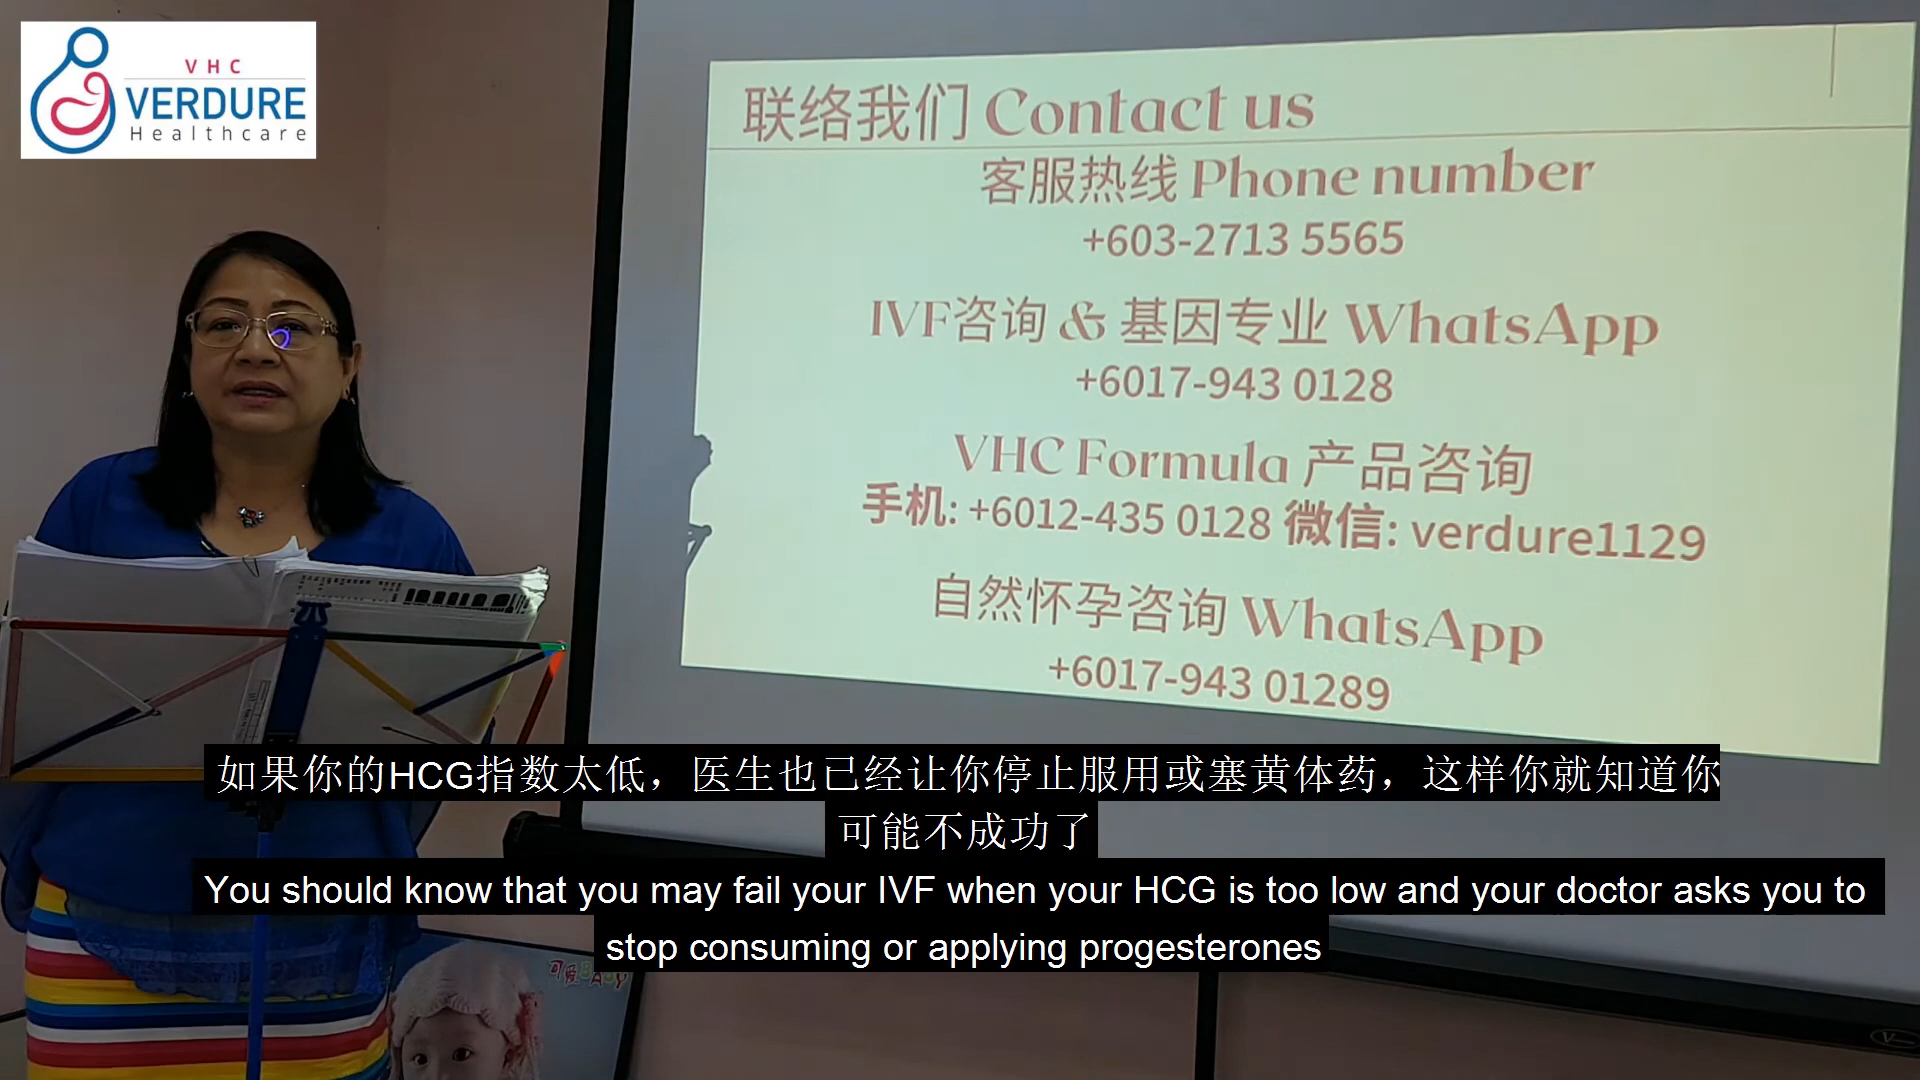 VHC
VERDURE
Healthcare
联络我们 Contact us
客服热线 Phone number
+603-2713 5565
IVF咨询 & 基因专业 WhatsApp
+6017-943 0128
VHC Formula 产品咨询
手机: +6012-435 0128 微信: verdure1129
自然怀孕咨询 WhatsApp
+6017-943 01289
如果你的HCG指数太低，医生也已经让你停止服用或塞黄体药，这样你就知道你
可能不成功了
You should know that you may fail your IVF when your HCG is too low and your doctor asks you to
stop consuming or applying progesterones
可爱BABY